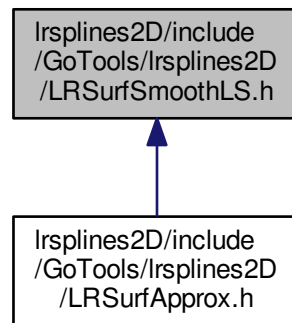 lrsplines2D/include
/GoTools/lrsplines2D
/LRSurfSmoothLS.h
lrsplines2D/include
/GoTools/lrsplines2D
/LRSurfApprox.h